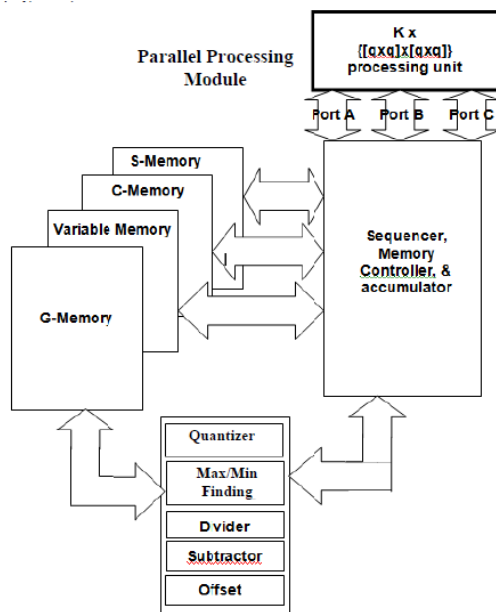 K x
{[qxq]x[qxq]}
processing unit
Parallel Processing
Module
Port A
Port B
Port C
S-Memory
C-Memory
Variable Memory
G-Memory
Sequencer,
Memory
Controller, &
accumulator
Quantizer
Max/Min
Finding
Divider
Subtractor
Offset